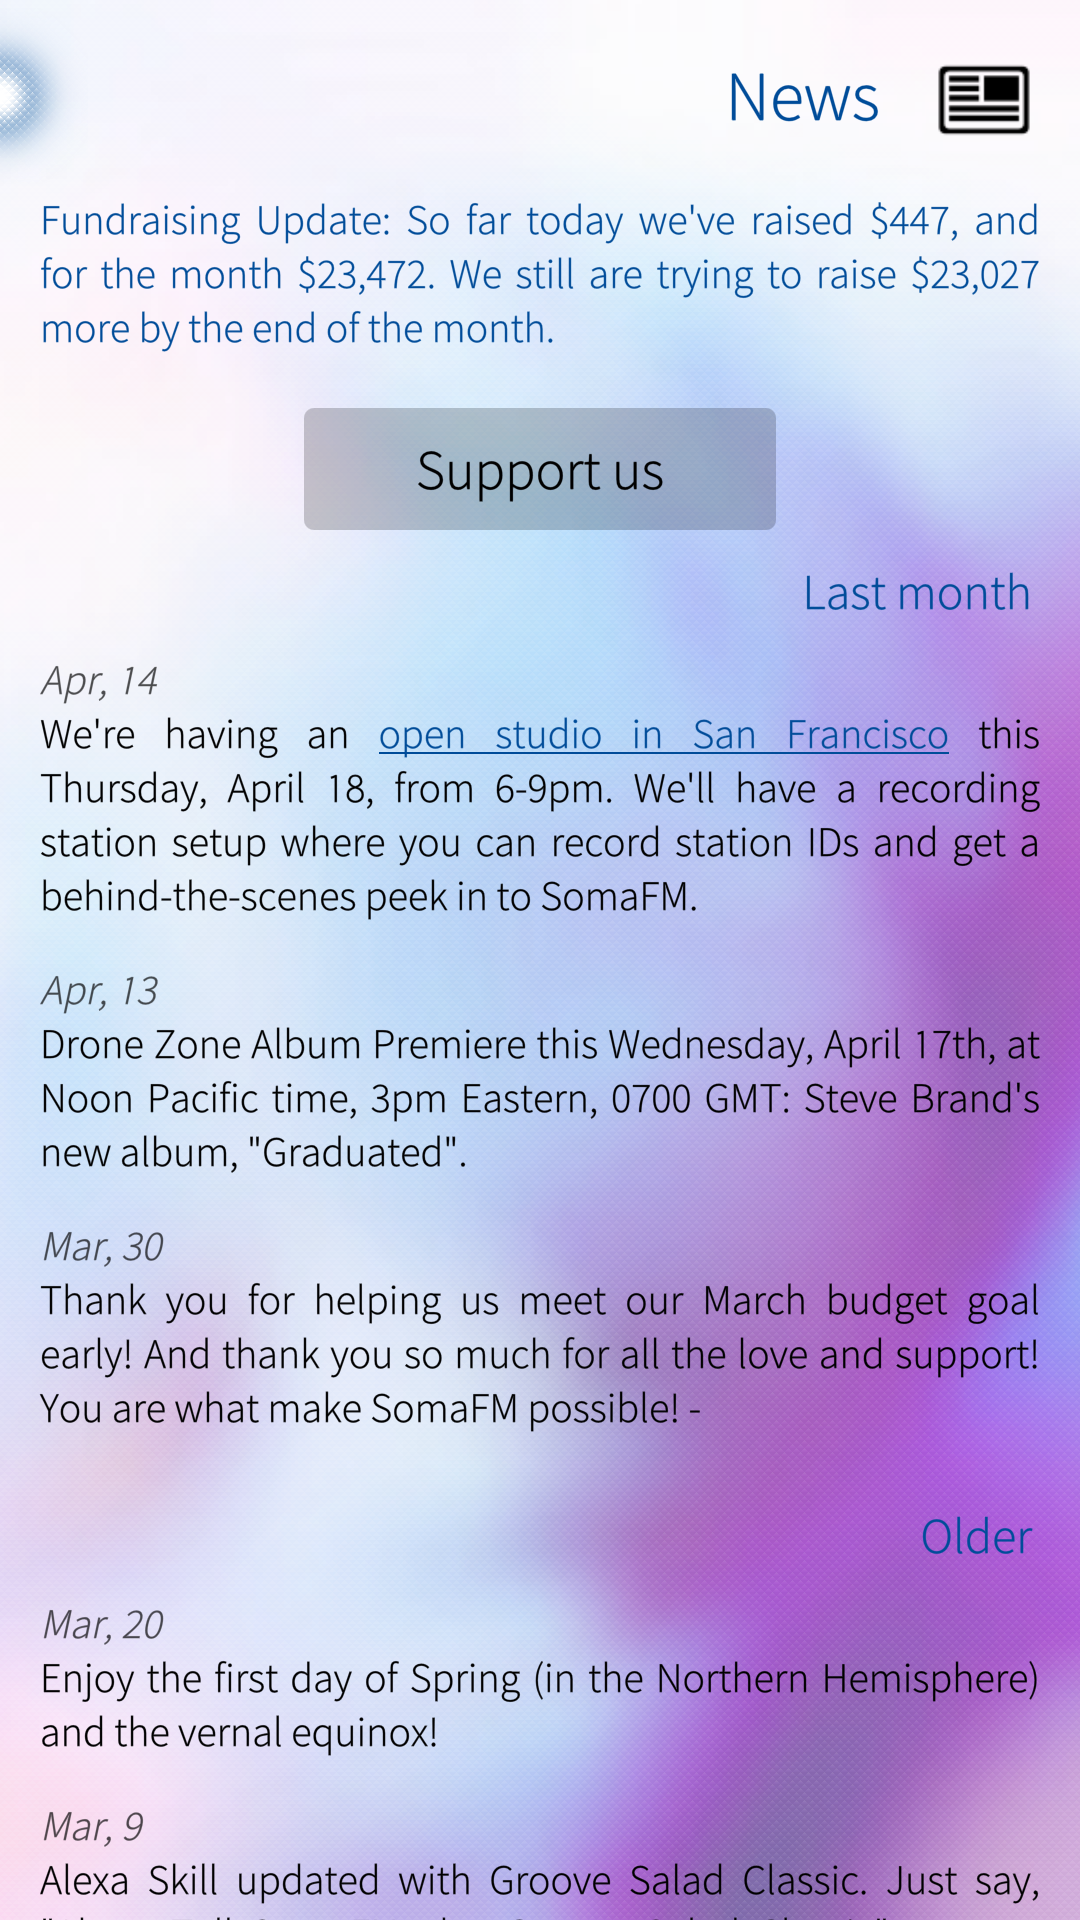 News
Fundraising Update: So far today we've raised $447, and
for the month $23,472. We still are trying to raise $23,027
more by the end of the month.
Support us
Last month
Apr, 14
We're having an open studio in San Francisco this
Thursday, April 18, from 6-9pm. We'll have a recording
station setup where you can record station IDs and get a
behind-the-scenes peek in to SomaFM.
Apr, 13
Drone Zone Album Premiere this Wednesday, April 17th, at
Noon Pacific time, 3pm Eastern, 0700 GMT: Steve Brand's
new album, "Graduated".
Mar, 30
Thank you for helping us meet our March budget goal
early! And thank you so much for all the love and support!
You are what make SomaFM possible! -
Older
Mar, 20
Enjoy the first day of Spring (in the Northern Hemisphere)
and the vernal equinox!
Mar, 9
Alexa Skill updated with Groove Salad Classic. Just say,